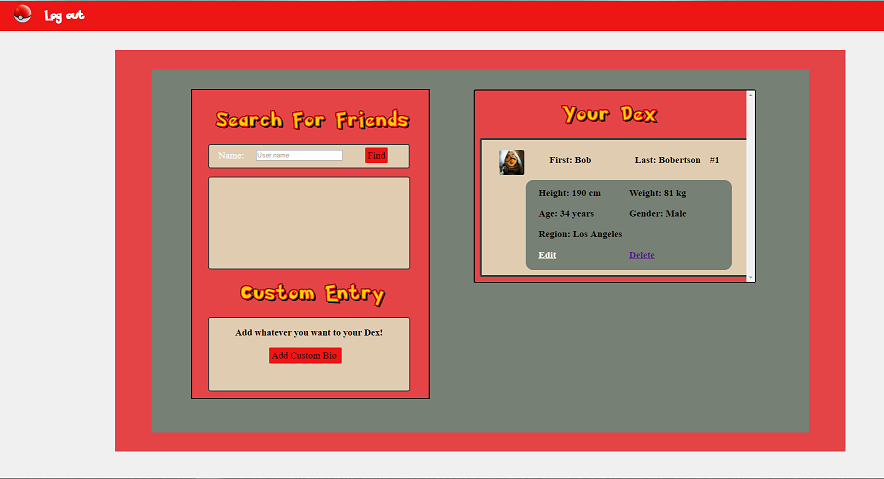 Log out
Search For Friends
Name: User name Find
Custom Entry
Add whatever you want to your Dex!
Add Custom Bio
Your Dex
First: Bob Last: Bobertson #1
Height: 190 cm Weight: 81 kg
Age: 34 years Gender: Male
Region: Los Angeles
Edit Delete